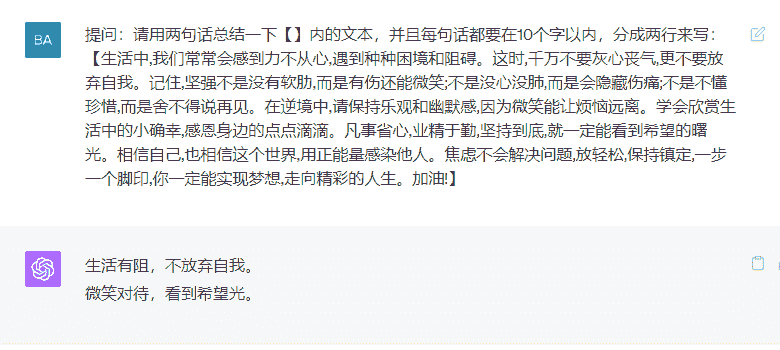 BA
提问：请用两句话总结一下【】内的文本，并且每句话都要在10个字以内，分成两行来写：
【生活中,我们常常会感到力不从心,遇到种种困境和阻碍。这时,千万不要灰心丧气,更不要放
弃自我。记住,坚强不是没有软肋,而是有伤还能微笑;不是没心没肺,而是会隐藏伤痛;不是不懂
珍惜,而是舍不得说再见。在逆境中,请保持乐观和幽默感,因为微笑能让烦恼远离。学会欣赏生
活中的小确幸,感恩身边的点点滴滴。凡事省心,业精于勤,坚持到底,就一定能看到希望的曙
光。相信自己,也相信这个世界,用正能量感染他人。焦虑不会解决问题,放轻松,保持镇定,一步
一个脚印,你一定能实现梦想,走向精彩的人生。加油!】
生活有阻，不放弃自我。
微笑对待，看到希望光。